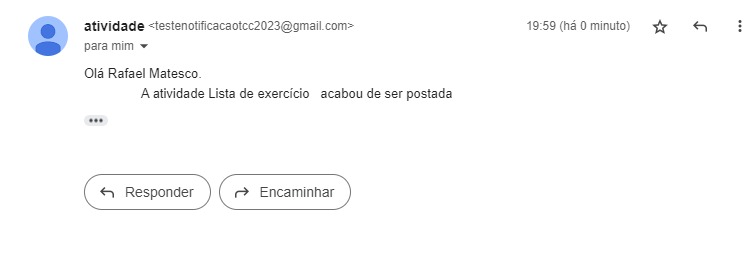 atividade <testenotificacaotcc2023@gmail.com> 19:59 (há 0 minuto)
para mim
Olá Rafael Matesco.
A atividade Lista de exercício acabou de ser postada
Responder Encaminhar